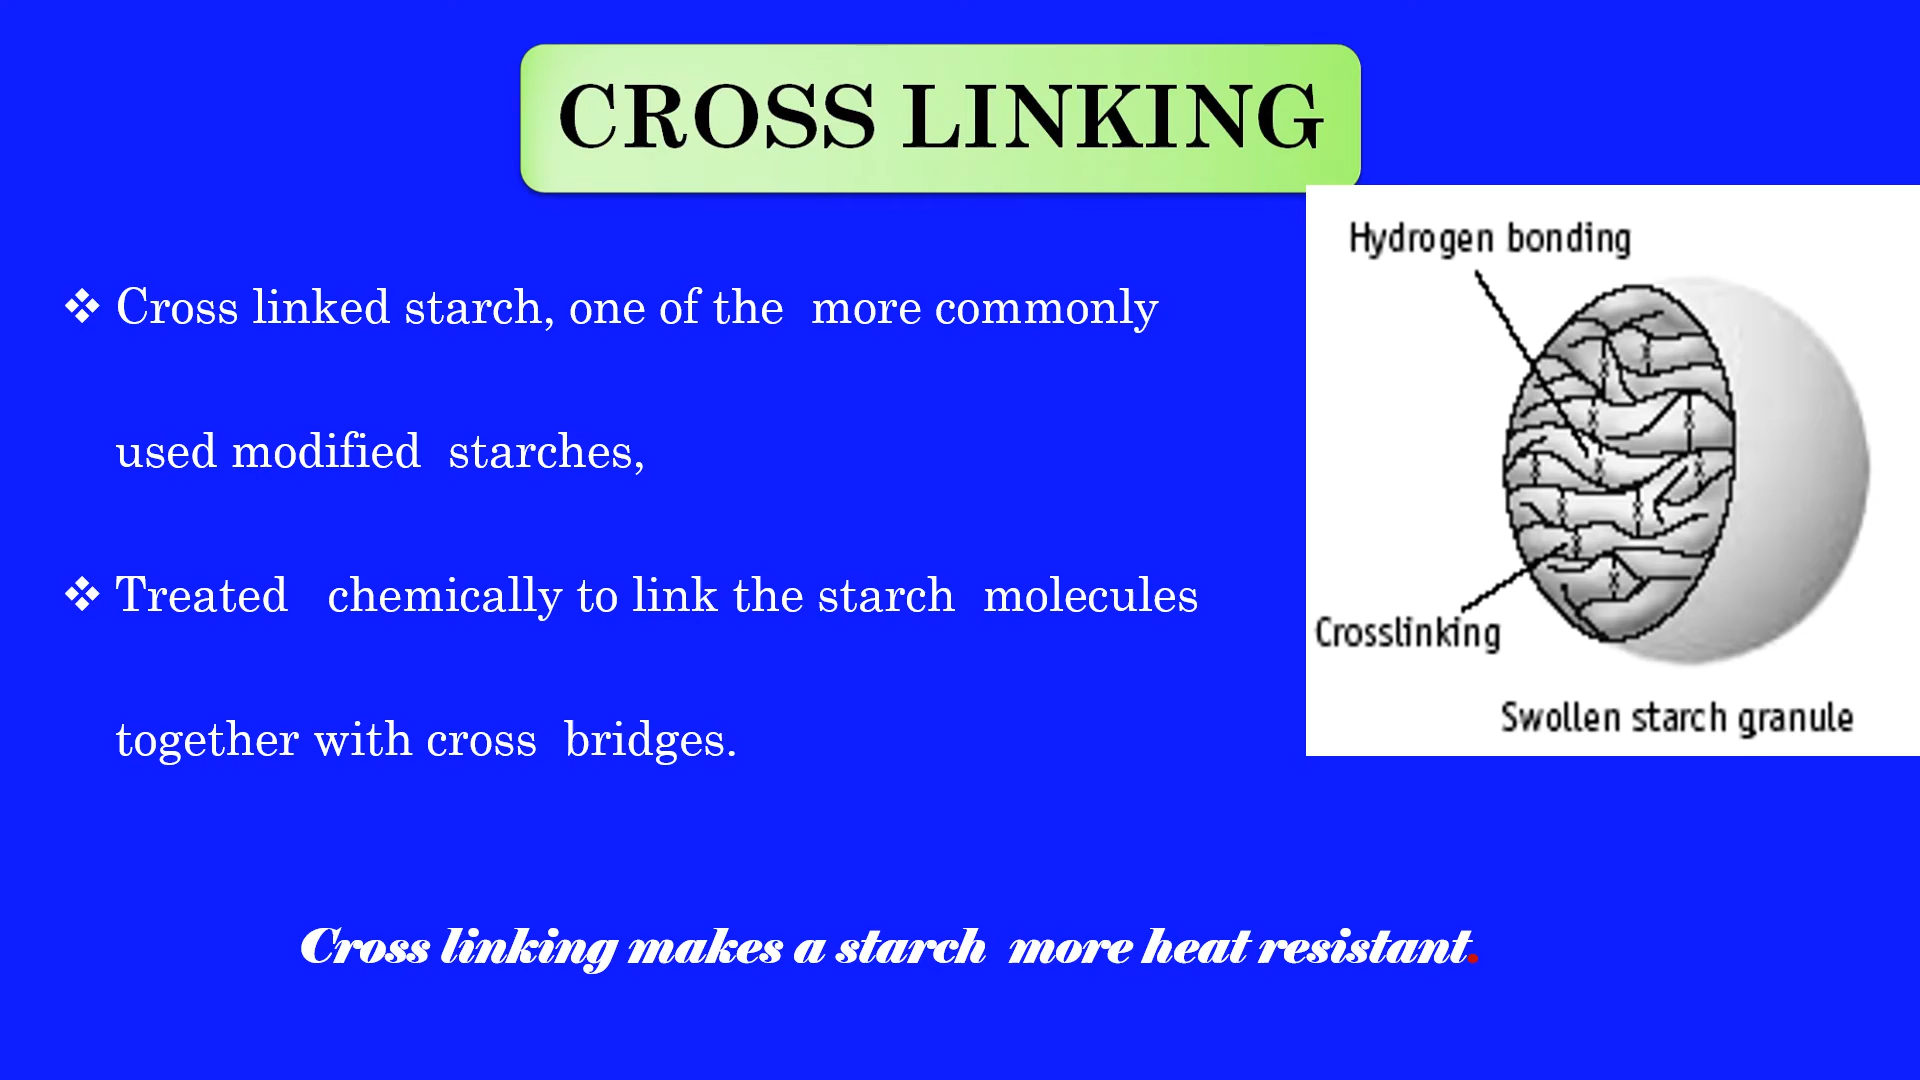 CROSS LINKING
❖ Cross linked starch, one of the more commonly
used modified starches,
❖ Treated chemically to link the starch molecules
together with cross bridges.
Hydrogen bonding
Crosslinking
Swollen starch granule
Cross linking makes a starch more heat resistant.